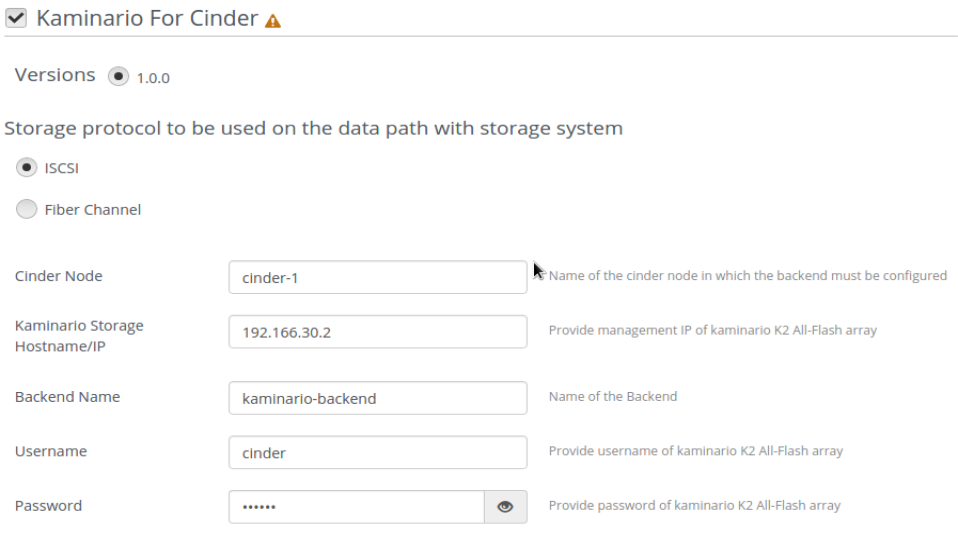 Kaminario For Cinder
Versions 1.0.0
Storage protocol to be used on the data path with storage system
ISCSI
Fiber Channel
Cinder Node cinder-1 Name of the cinder node in which the backend must be configured
Kaminario Storage
Hostname/IP 192.166.30.2 Provide management IP of kaminario K2 All-Flash array
Backend Name kaminario-backend Name of the Backend
Username cinder Provide username of kaminario K2 All-Flash array
Password •••••• Provide password of kaminario K2 All-Flash array